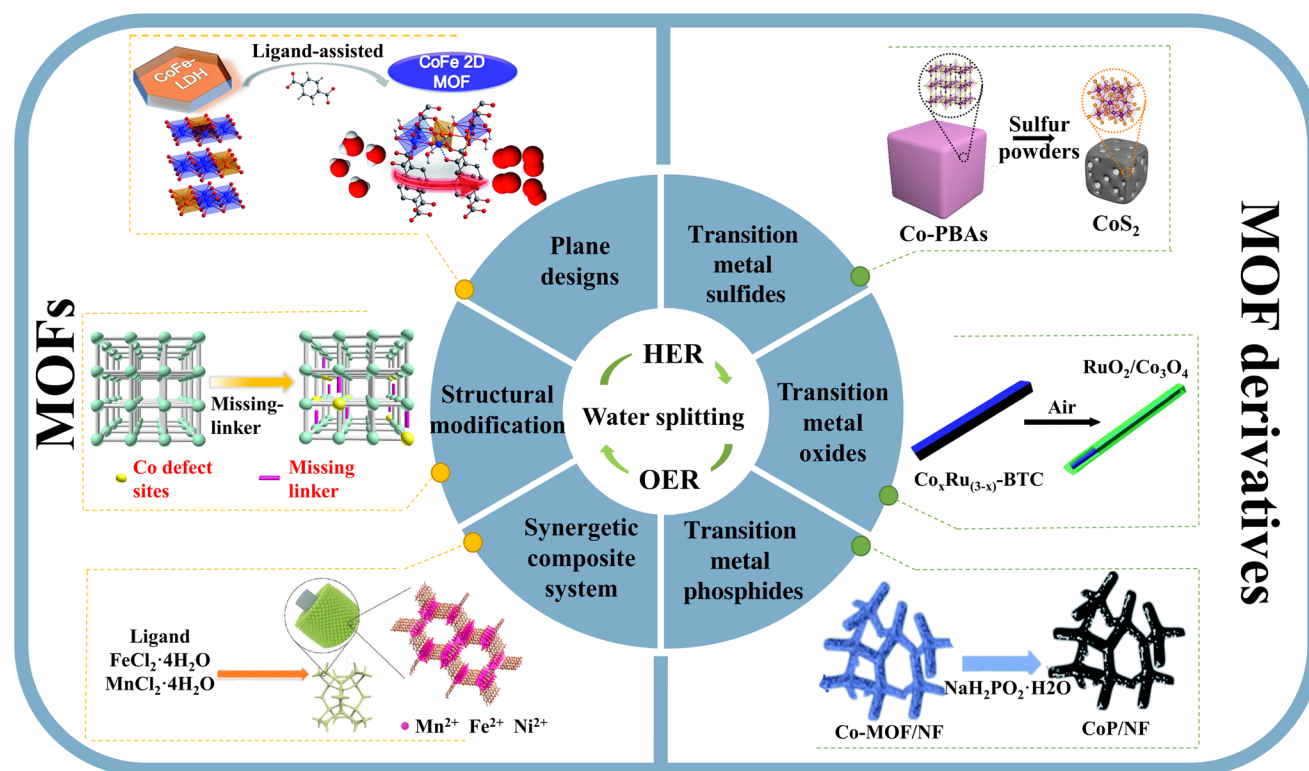 MOFs
CoFe-
LDH
Ligand-assisted
CoFe 2D
MOF
Missing-
linker
Co defect
sites
Missing
linker
Ligand
FeCl₂·4H₂O
MnCl₂·4H₂O
Mn²⁺ Fe²⁺ Ni²⁺
Plane
designs
Structural
modification
Synergetic
composite
system
HER
Water splitting
OER
Transition
metal
sulfides
Transition
metal
oxides
Transition
metal
phosphides
Co-PBAs
Sulfur
powders
CoS₂
CoₓRu₍₃₋ₓ₎-BTC
Air
RuO₂/Co₃O₄
Co-MOF/NF
NaH₂PO₂·H2O
CoP/NF
MOF derivatives